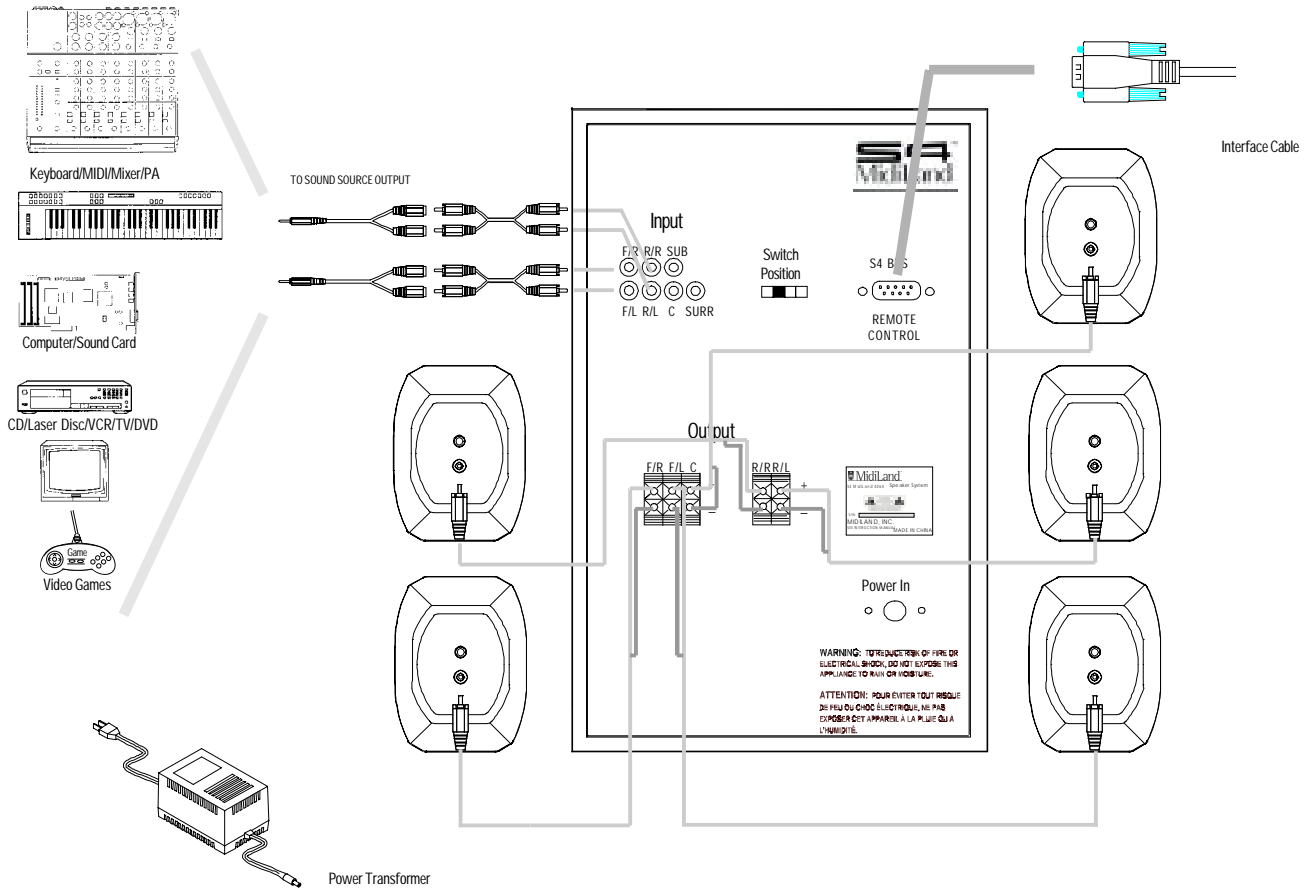 Keyboard/MIDI/Mixer/PA
Computer/Sound Card
CD/Laser Disc/VCR/TV/DVD
Game
Video Games
Power Transformer
TO SOUND SOURCE OUTPUT
Input
F/R R/R SUB
F/L R/L C SURR
Switch
Position
S4
MidiLand
S4 BUS
REMOTE
CONTROL
Interface Cable
Output
F/R F/L C
R/R R/L
+
–
–
MidiLand
Speaker System
MIDILAND, INC.
MADE IN CHINA
Power In
WARNING: TO REDUCE RISK OF FIRE OR
ELECTRICAL SHOCK, DO NOT EXPOSE THIS
APPLIANCE TO RAIN OR MOISTURE.
ATTENTION: POUR ÉVITER TOUT RISQUE
DE FEU OU CHOC ÉLECTRIQUE, NE PAS
EXPOSER CET APPAREIL À LA PLUIE OU A
L'HUMIDITÉ.